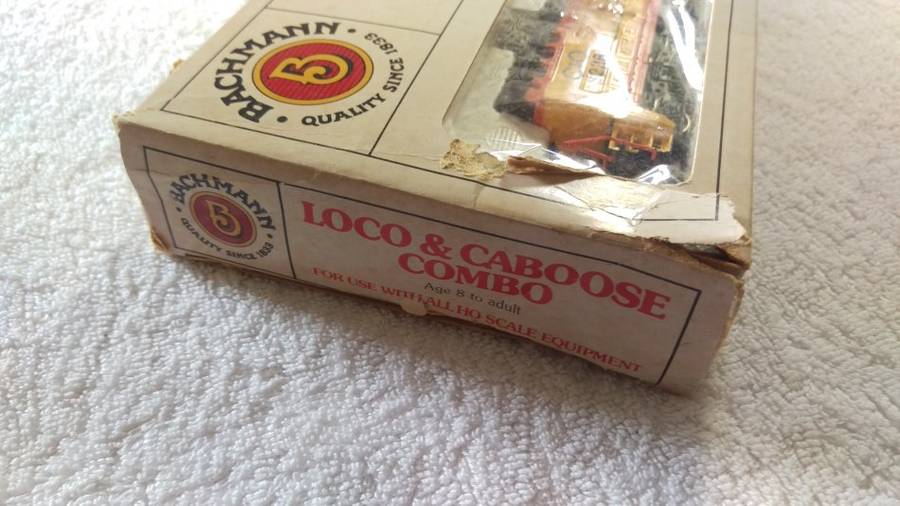 BACHMANN
B
QUALITY SINCE 1833
BACHMANN
B
QUALITY SINCE 1833
LOCO & CABOOSE
COMBO
Age 8 to adult
FOR USE WITH ALL HO SCALE EQUIPMENT